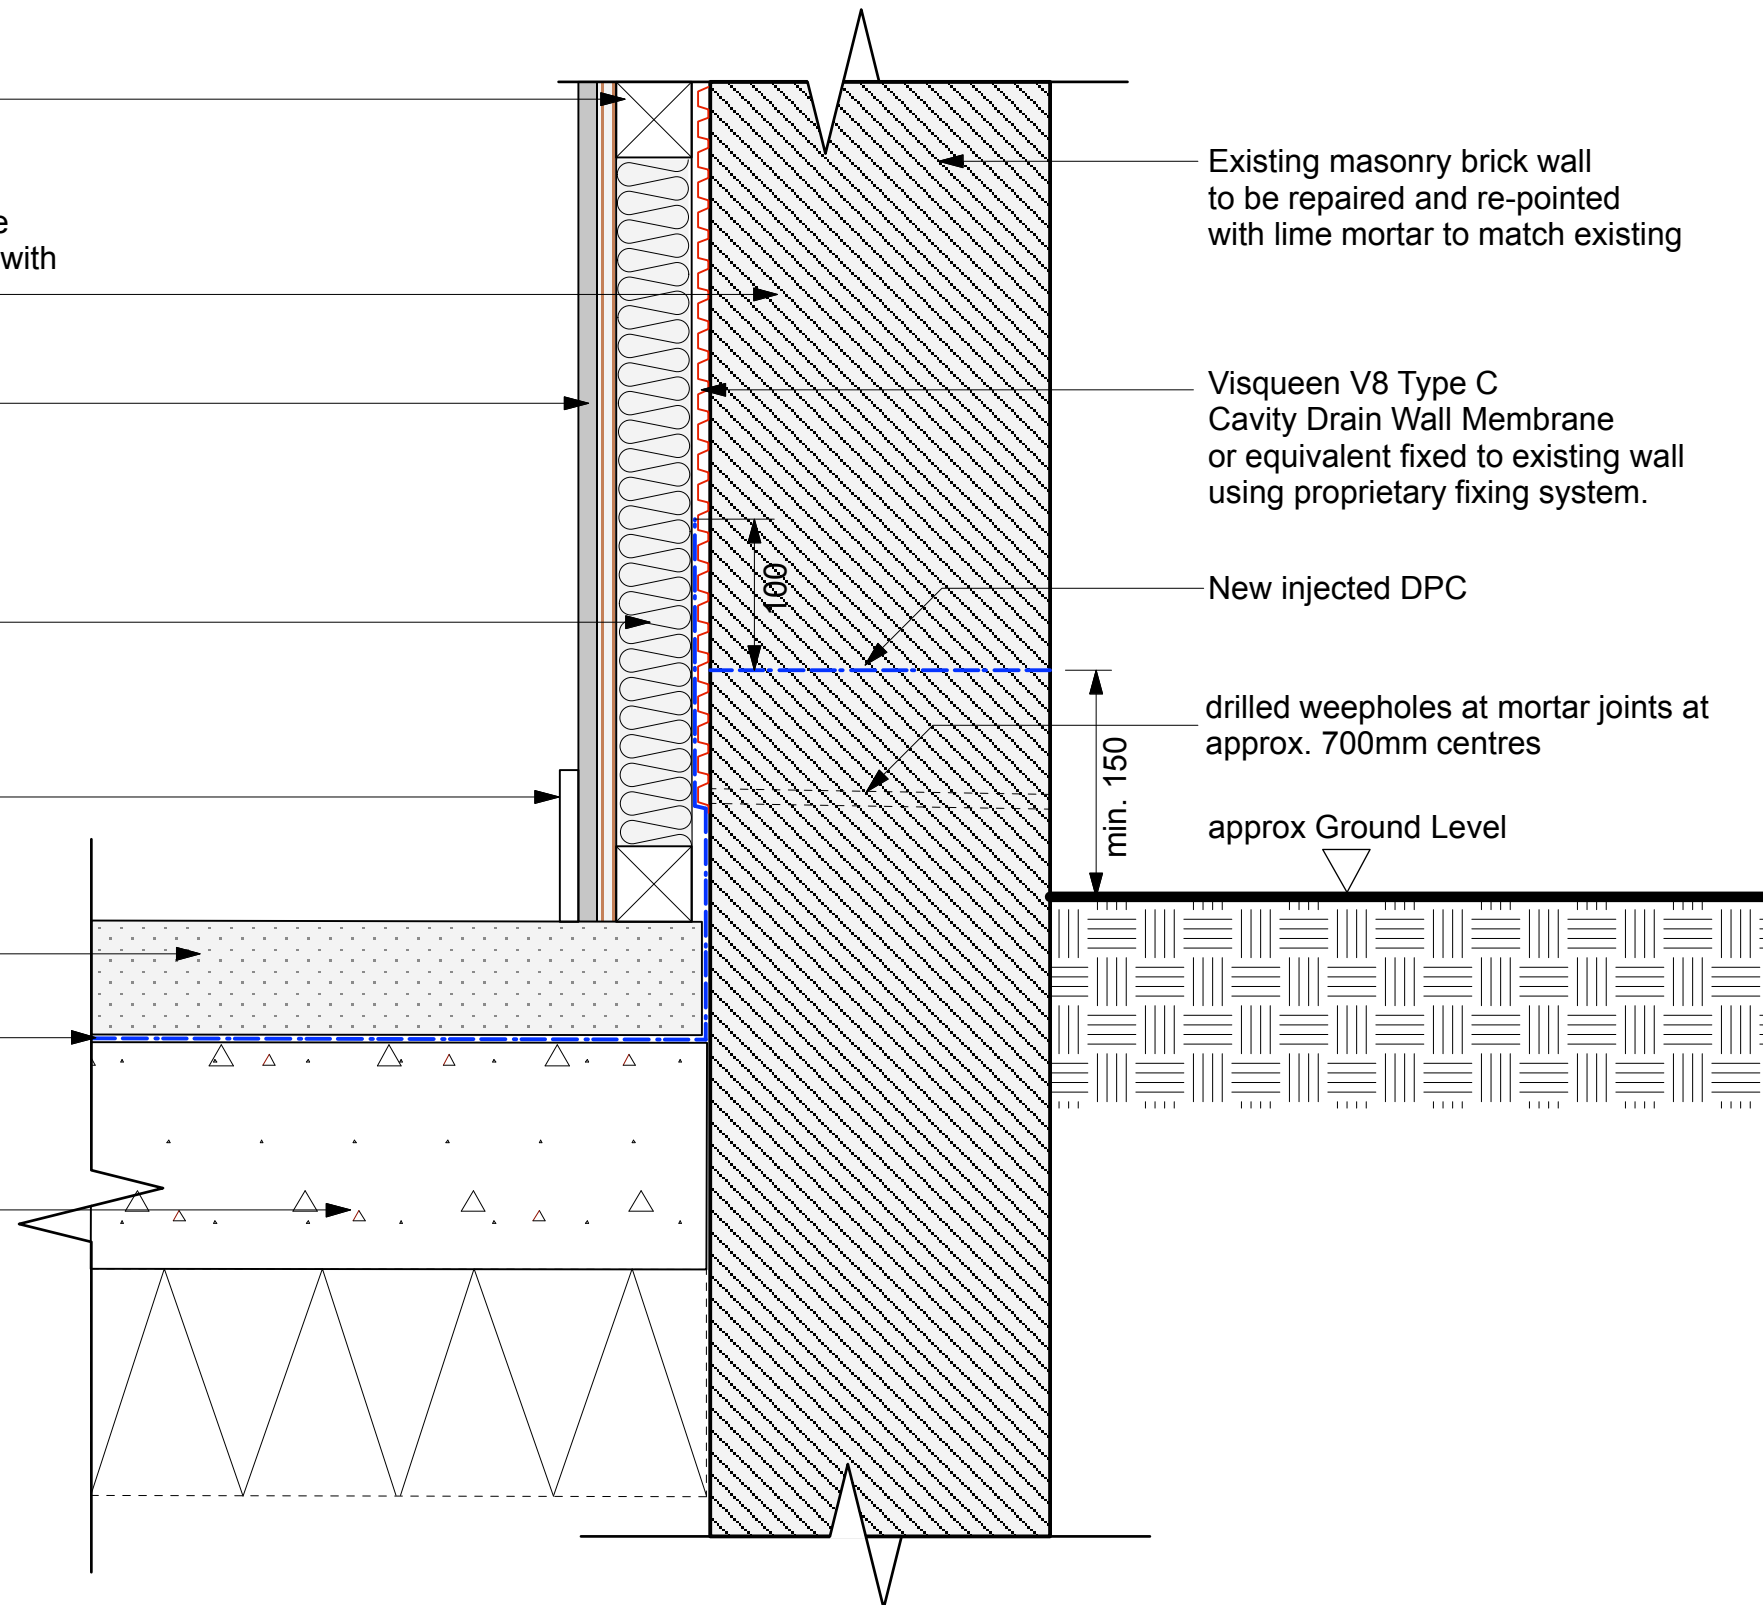 e
with
Existing masonry brick wall
to be repaired and re-pointed
with lime mortar to match existing
Visqueen V8 Type C
Cavity Drain Wall Membrane
or equivalent fixed to existing wall
using proprietary fixing system.
100
New injected DPC
drilled weepholes at mortar joints at
approx. 700mm centres
min. 150
approx Ground Level